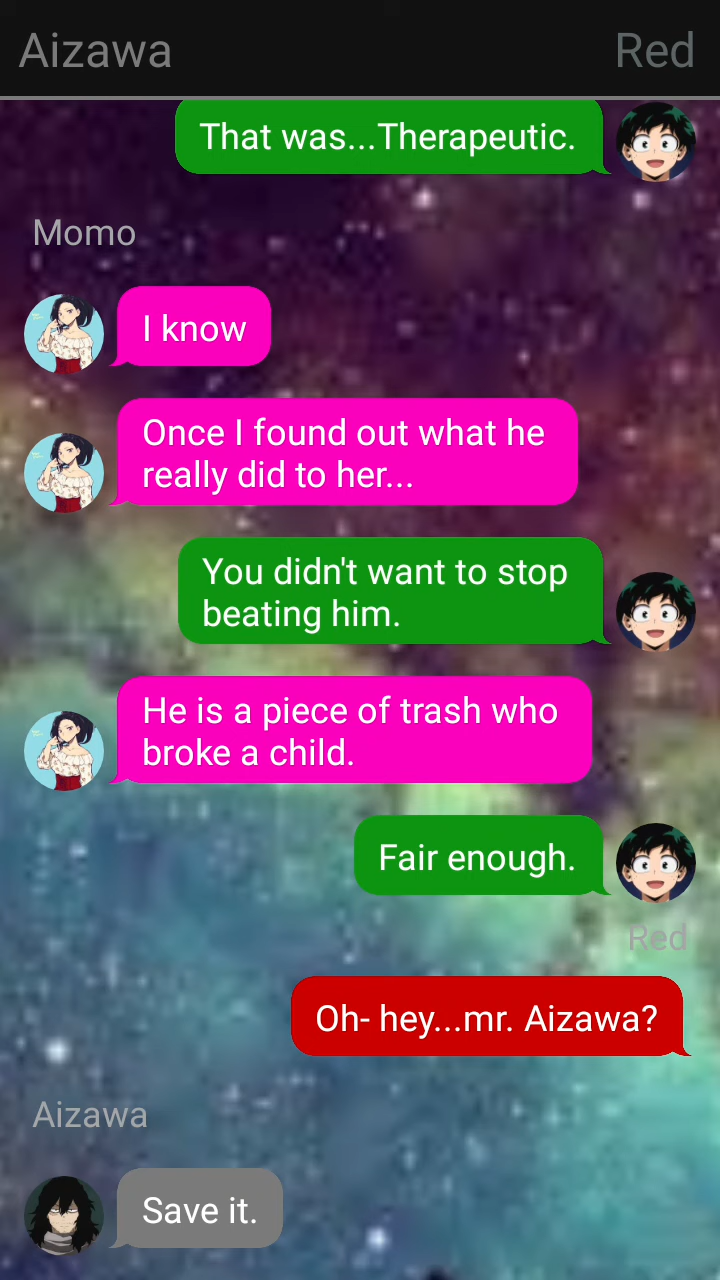 Aizawa Red
That was...Therapeutic.
Momo
I know
Once I found out what he
really did to her...
You didn't want to stop
beating him.
He is a piece of trash who
broke a child.
Fair enough.
Red
Oh- hey...mr. Aizawa?
Aizawa
Save it.